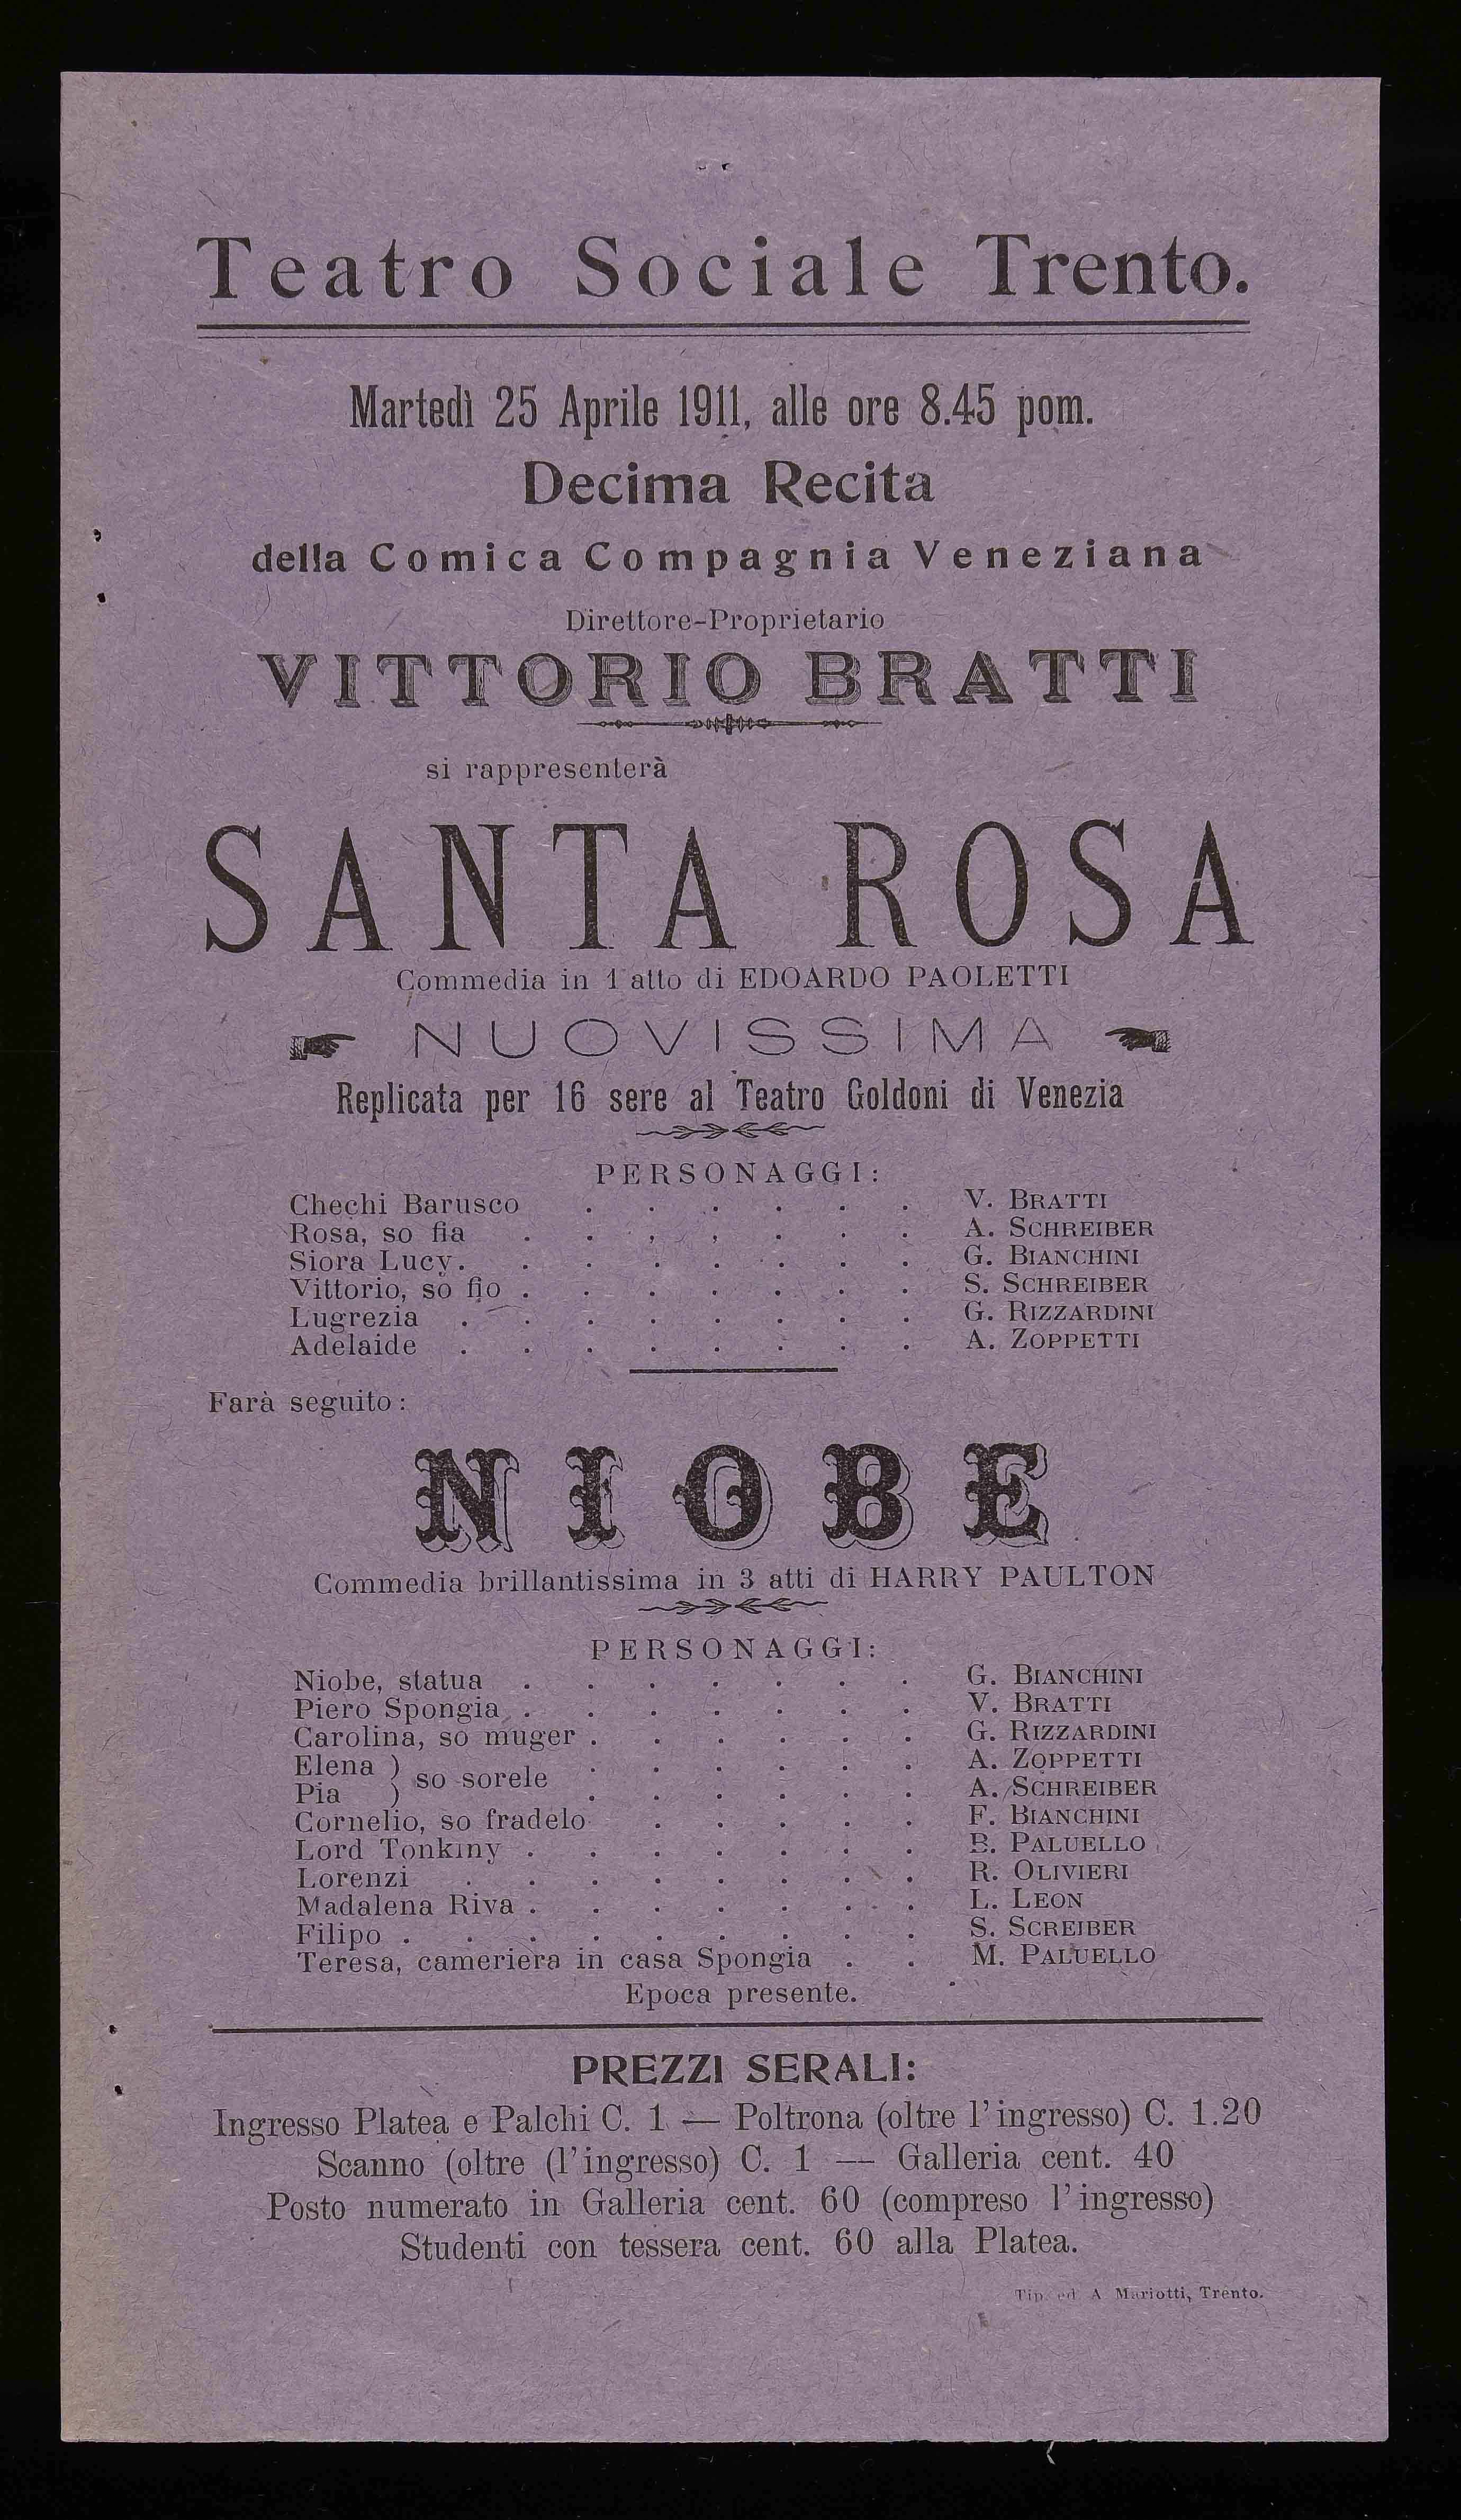 Teatro Sociale Trento.
Martedì 25 Aprile 1911, alle ore 8.45 pom.
Decima Recita
della Comica Compagnia Veneziana
Direttore-Proprietario
VITTORIO BRATTI
si rappresenterà
SANTA ROSA
Commedia in 1 atto di EDOARDO PAOLETTI
NUOVISSIMA
Replicata per 16 sere al Teatro Goldoni di Venezia
PERSONAGGI:
Chechi Barusco . . . . . . V. BRATTI
Rosa, so fia . . . . . . . A. SCHREIBER
Siora Lucy . . . . . . . . G. BIANCHINI
Vittorio, so fio . . . . . . . S. SCHREIBER
Lugrezia . . . . . . . . G. RIZZARDINI
Adelaide . . . . . . . . A. ZOPPETTI
Farà seguito:
NIOBE
Commedia brillantissima in 3 atti di HARRY PAULTON
PERSONAGGI:
Niobe, statua . . . . . . . G. BIANCHINI
Piero Spongia . . . . . . . V. BRATTI
Carolina, so muger . . . . . . G. RIZZARDINI
Elena ) so sorele . . . . . . A. ZOPPETTI
Pia ) . . . . . . A. SCHREIBER
Cornelio, so fradelo . . . . . F. BIANCHINI
Lord Tonkiny . . . . . . . B. PALUELLO
Lorenzi . . . . . . . . R. OLIVIERI
Madalena Riva . . . . . . . L. LEON
Filipo . . . . . . . . . S. SCREIBER
Teresa, cameriera in casa Spongia . . M. PALUELLO
Epoca presente.
PREZZI SERALI:
Ingresso Platea e Palchi C. 1 — Poltrona (oltre l'ingresso) C. 1.20
Scanno (oltre (l'ingresso) C. 1 — Galleria cent. 40
Posto numerato in Galleria cent. 60 (compreso l'ingresso)
Studenti con tessera cent. 60 alla Platea.
Tip. ed. A. Mariotti, Trento.